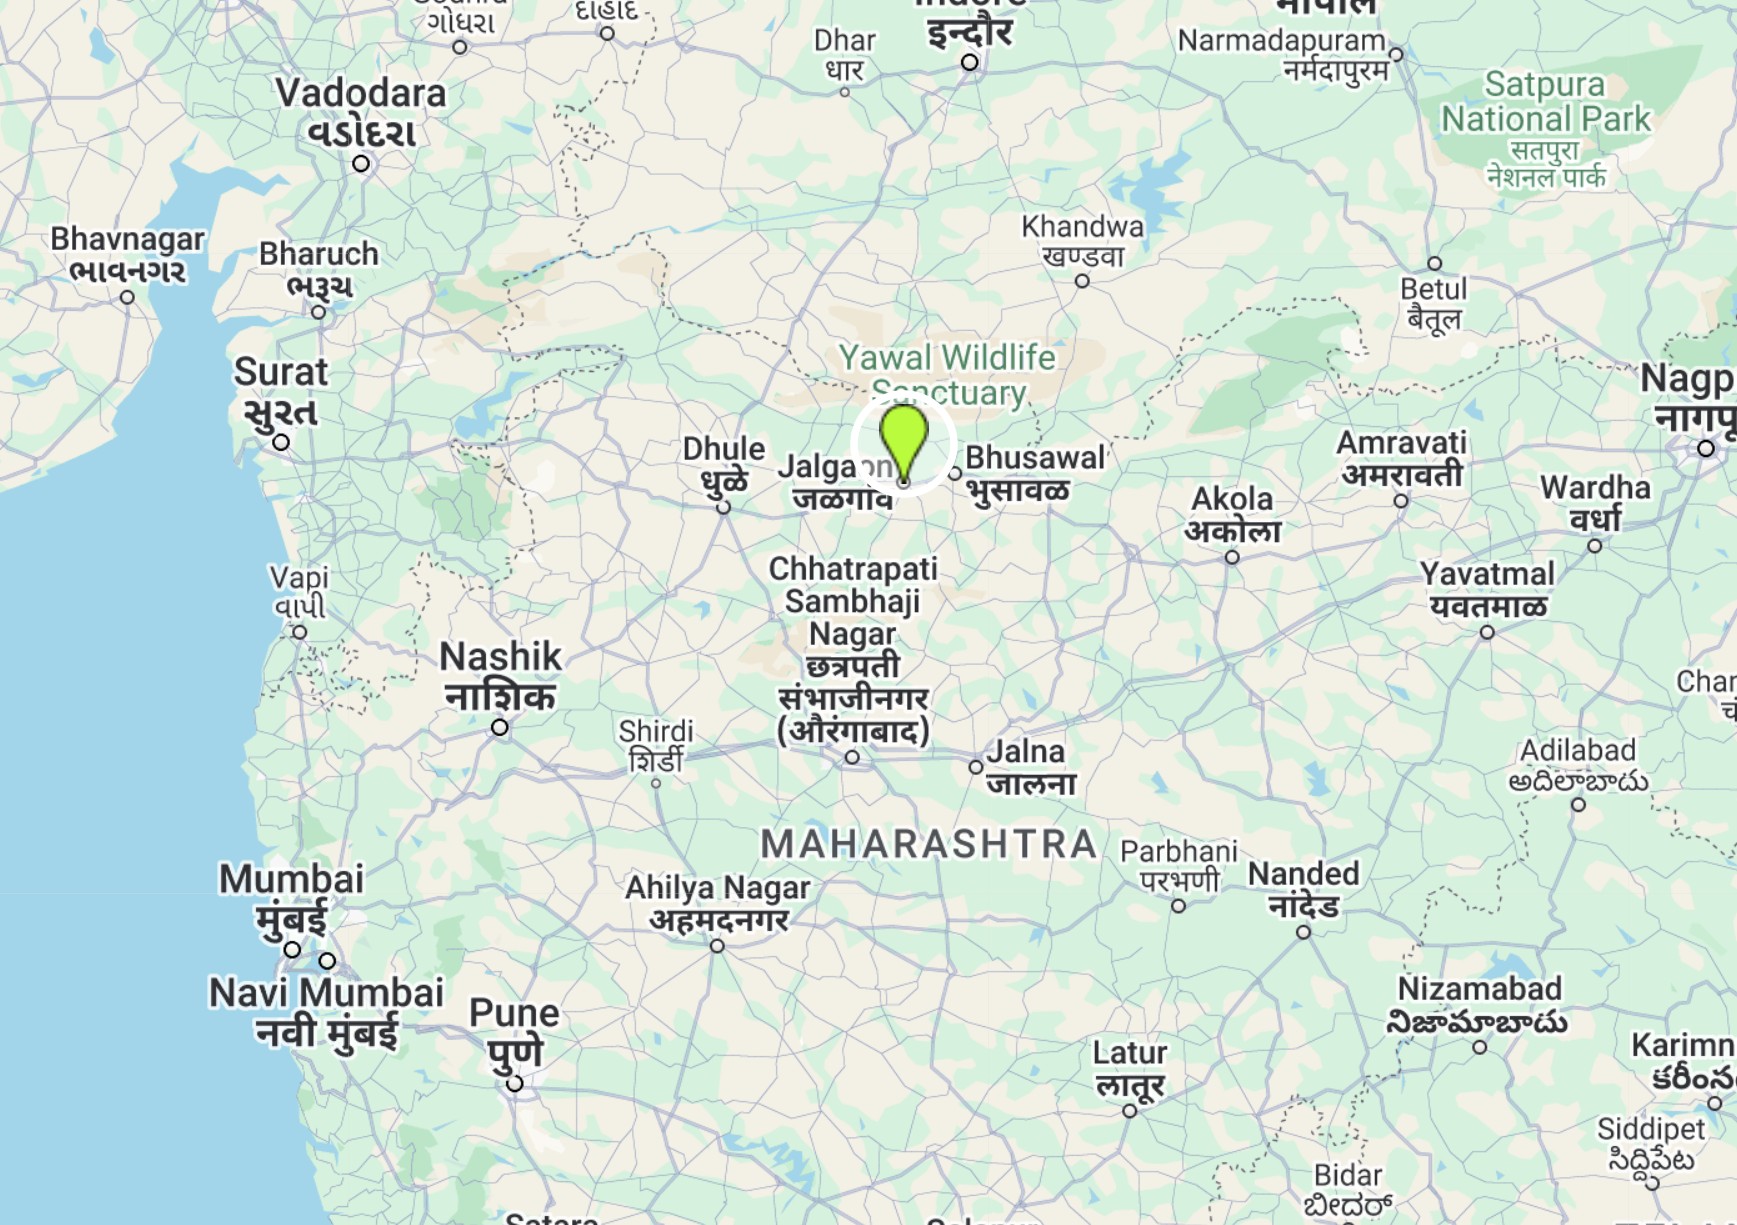 गोधरा
દાહોદ
इन्दौर
Dhar
धार
Narmadapuram
नर्मदापुरम
Satpura
National Park
सतपुरा
नेशनल पार्क
Vadodara
વડોદરા
Bhavnagar
ભાવનગર
Bharuch
ભરૂચ
Khandwa
खण्डवा
Betul
बैतूल
Surat
સુરત
Yawal Wildlife
Sanctuary
Nagp
नागपू
Dhule
धुळे
Jalgaon
जळगाव
Bhusawal
भुसावळ
Amravati
अमरावती
Akola
अकोला
Wardha
वर्धा
Vapi
વાપી
Chhatrapati
Sambhaji
Nagar
छत्रपती
संभाजीनगर
(औरंगाबाद)
Yavatmal
यवतमाळ
Nashik
नाशिक
Shirdi
शिर्डी
Jalna
जालना
Char
Adilabad
అదిలాబాదు
MAHARASHTRA
Parbhani
परभणी
Nanded
नांदेड
Mumbai
मुंबई
Ahilya Nagar
अहमदनगर
Navi Mumbai
नवी मुंबई
Pune
पुणे
Nizamabad
నిజామాబాదు
Latur
लातूर
Karimn
కరీంన
Siddipet
సిద్దిపేట
Bidar
ಬೀದರ್